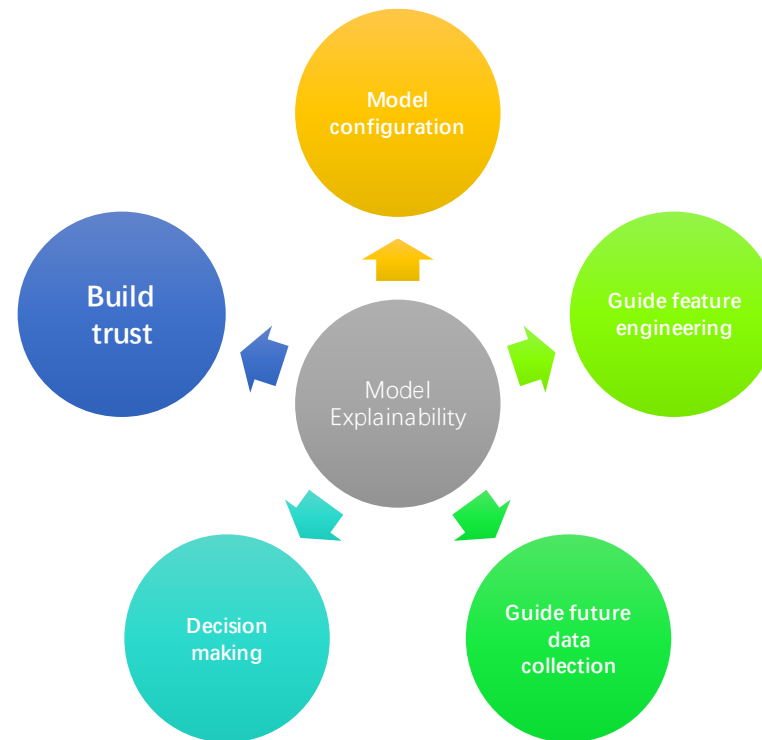 Model
configuration
Build
trust
Guide feature
engineering
Model
Explainability
Decision
making
Guide future
data
collection